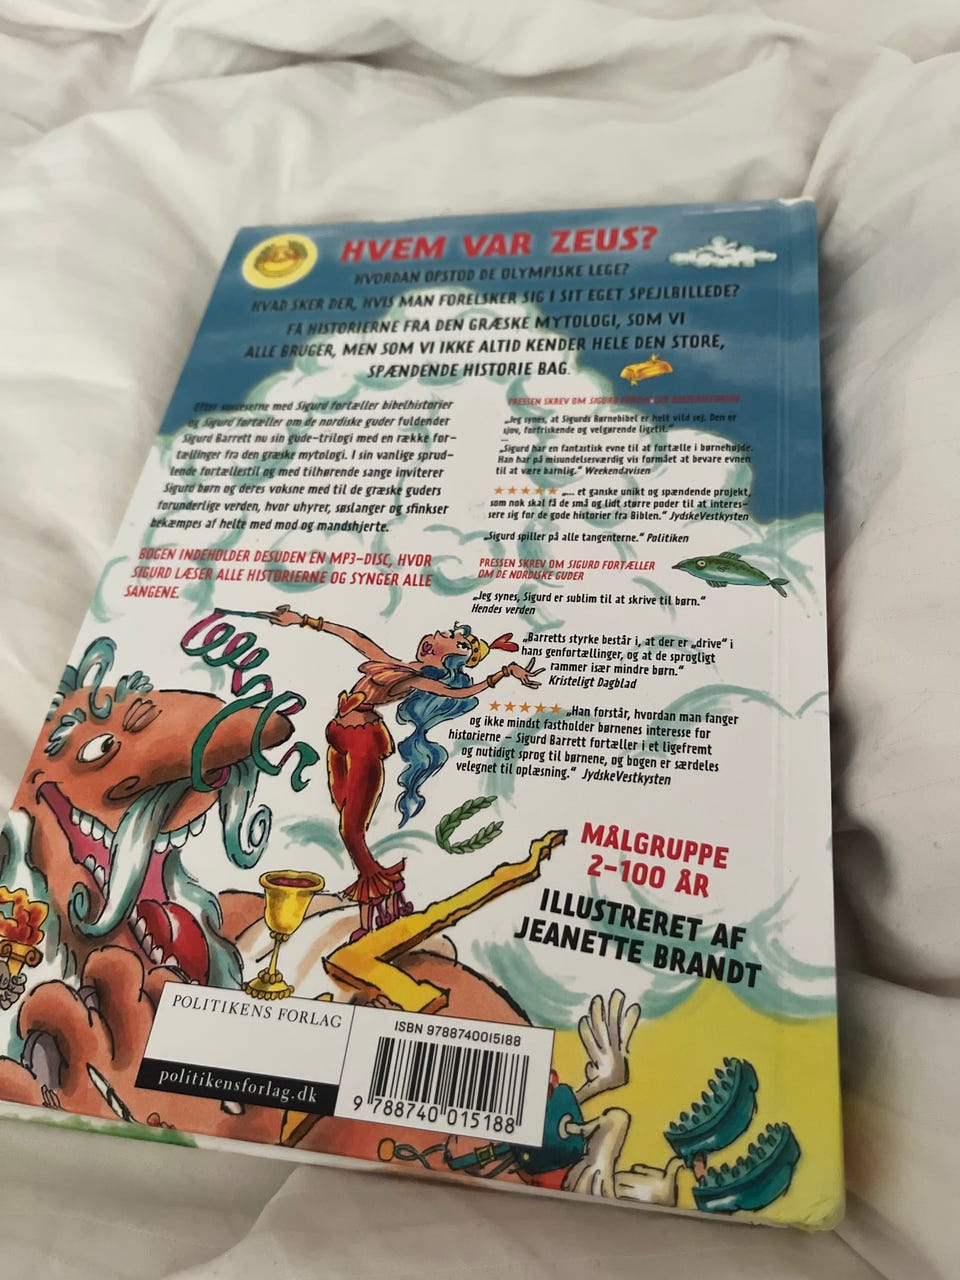 HVEM VAR ZEUS?
HVORDAN OPSTOD DE OLYMPISKE LEGE?
HVAD SKER DER, HVIS MAN FORELSKER SIG I SIT EGET SPEJLBILLEDE?
FÅ HISTORIERNE FRA DEN GRÆSKE MYTOLOGI, SOM VI
ALLE BRUGER, MEN SOM VI IKKE ALTID KENDER HELE DEN STORE,
SPÆNDENDE HISTORIE BAG.
Efter succeserne med Sigurd fortæller bibelhistorier
og Sigurd fortæller om de nordiske guder fuldender
Sigurd Barrett nu sin gude-trilogi med en række for-
tællinger fra den græske mytologi. I sin vanlige sprud-
lende fortællestil og med tilhørende sange inviterer
Sigurd børn og deres voksne med til de græske guders
forunderlige verden, hvor uhyrer, søslanger og sfinkser
bekæmpes af helte med mod og mandshjerte.
BOGEN INDEHOLDER DESUDEN EN MP3-DISC, HVOR
SIGURD LÆSER ALLE HISTORIERNE OG SYNGER ALLE
SANGENE.
PRESSEN SKREV OM SIGURD FORTÆLLER BIBELHISTORIER
„Jeg synes, at Sigurds Børnebibel er helt vild sej. Den er
sjov, forfriskende og velgørende ligetil.“
...
„Sigurd har en fantastisk evne til at fortælle i børnehøjde.
Han har på misundelsesværdig vis formået at bevare evnen
til at være barnlig.“ Weekendavisen
★★★★★ „... et ganske unikt og spændende projekt,
som nok skal få de små og lidt større poder til at interes-
sere sig for de gode historier fra Biblen.“ JydskeVestkysten
„Sigurd spiller på alle tangenterne.“ Politiken
PRESSEN SKREV OM SIGURD FORTÆLLER
OM DE NORDISKE GUDER
„Jeg synes, Sigurd er sublim til at skrive til børn.“
Hendes verden
„Barretts styrke består i, at der er „drive“ i
hans genfortællinger, og at de sprogligt
rammer især mindre børn.“
Kristeligt Dagblad
★★★★★ „Han forstår, hvordan man fanger
og ikke mindst fastholder børnenes interesse for
historierne – Sigurd Barrett fortæller i et ligefremt
og nutidigt sprog til børnene, og bogen er særdeles
velegnet til oplæsning.“ JydskeVestkysten
MÅLGRUPPE
2-100 ÅR
ILLUSTRERET AF
JEANETTE BRANDT
POLITIKENS FORLAG
politikensforlag.dk
ISBN 9788740015188
9 788740 015188